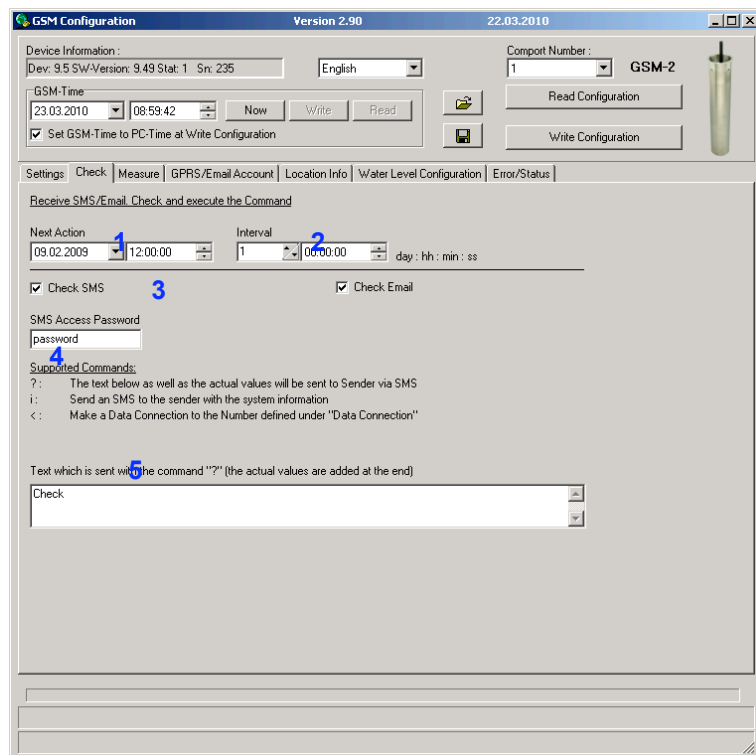 GSM Configuration Version 2.90 22.03.2010
Device Information :
Dev: 9.5 SW-Version: 9.49 Stat: 1 Sn: 235
English
Comport Number :
1
GSM-2
GSM-Time
23.03.2010 08:59:42 Now Write Read
Set GSM-Time to PC-Time at Write Configuration
Read Configuration
Write Configuration
Settings Check Measure GPRS/Email Account Location Info Water Level Configuration Error/Status
Receive SMS/Email. Check and execute the Command
Next Action Interval
1 2
09.02.2009 12:00:00 1 00:00:00 day : hh : min : ss
Check SMS 3 Check Email
SMS Access Password
password
4
Supported Commands:
? : The text below as well as the actual values will be sent to Sender via SMS
i : Send an SMS to the sender with the system information
< : Make a Data Connection to the Number defined under "Data Connection"
5
Text which is sent with the command "?" (the actual values are added at the end)
Check